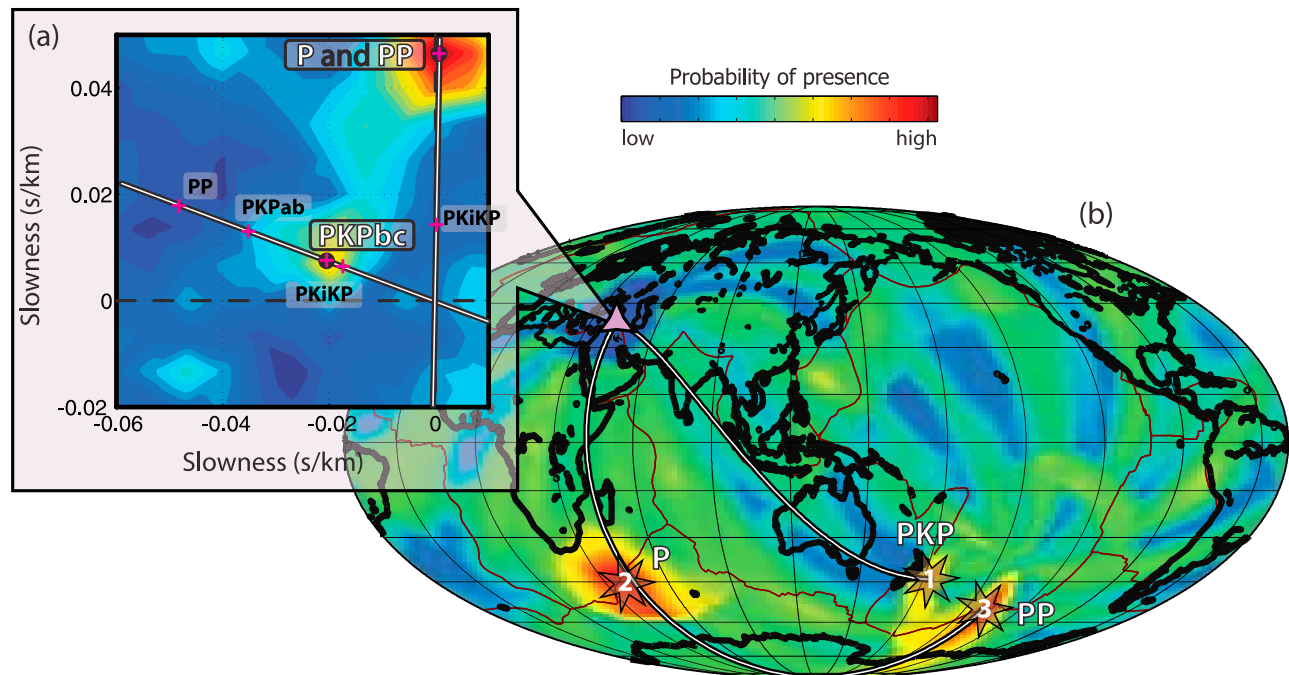 (a)
P and PP
0.04
Slowness (s/km)
PP
0.02
PKPab
PKiKP
PKPbc
PKiKP
0
-0.02
-0.06
-0.04
-0.02
0
Slowness (s/km)
Probability of presence
low
high
(b)
PKP
1
P
2
3
PP